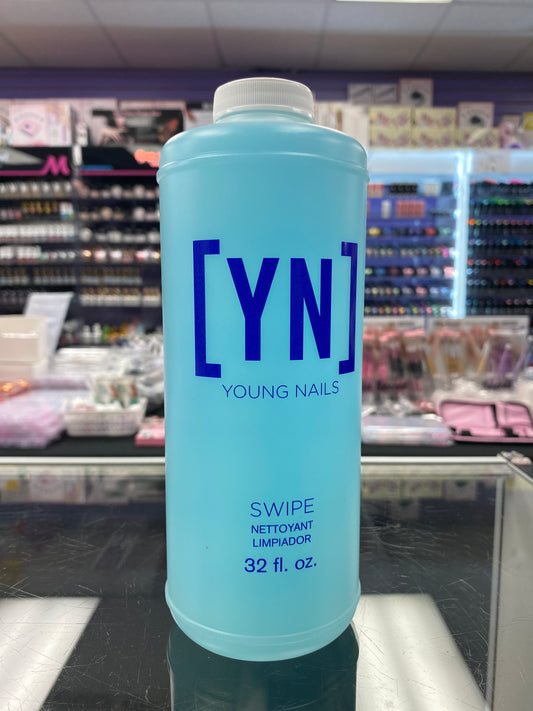 [YN]
YOUNG NAILS
SWIPE
NETTOYANT
LIMPIADOR
32 fl. oz.